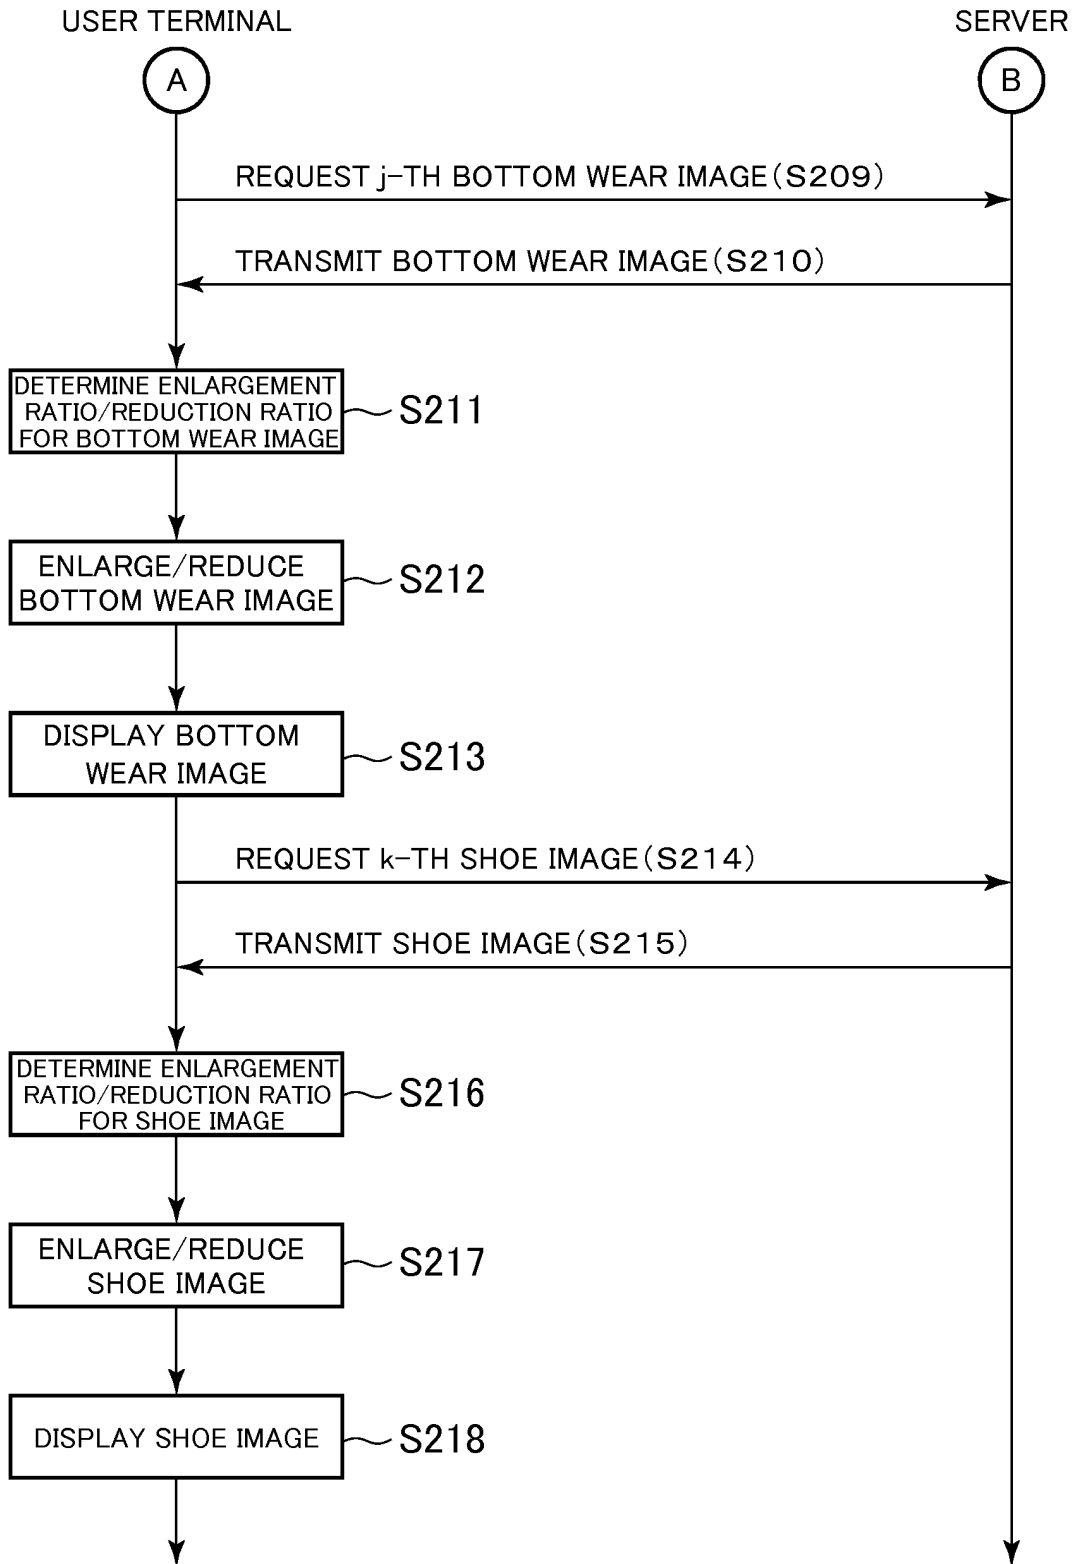 USER TERMINAL
SERVER
A
B
REQUEST j-TH BOTTOM WEAR IMAGE(S209)
TRANSMIT BOTTOM WEAR IMAGE(S210)
DETERMINE ENLARGEMENT
RATIO/REDUCTION RATIO
FOR BOTTOM WEAR IMAGE
S211
ENLARGE/REDUCE
BOTTOM WEAR IMAGE
S212
DISPLAY BOTTOM
WEAR IMAGE
S213
REQUEST k-TH SHOE IMAGE(S214)
TRANSMIT SHOE IMAGE(S215)
DETERMINE ENLARGEMENT
RATIO/REDUCTION RATIO
FOR SHOE IMAGE
S216
ENLARGE/REDUCE
SHOE IMAGE
S217
DISPLAY SHOE IMAGE
S218